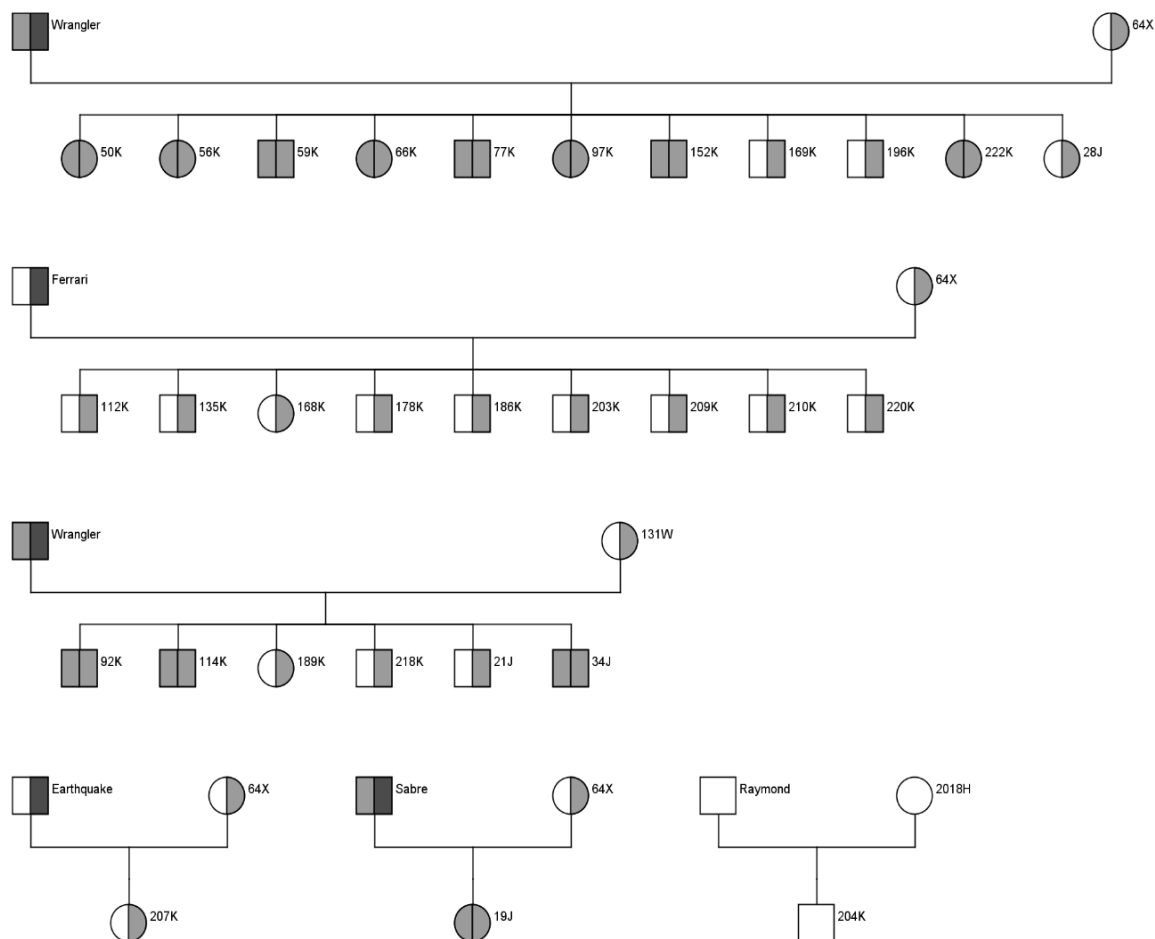 Wrangler
64X
50K
56K
59K
66K
77K
97K
152K
169K
196K
222K
28J
Ferrari
64X
112K
135K
168K
178K
186K
203K
209K
210K
220K
Wrangler
131W
92K
114K
189K
218K
21J
34J
Earthquake
64X
Sabre
64X
Raymond
2018H
207K
19J
204K